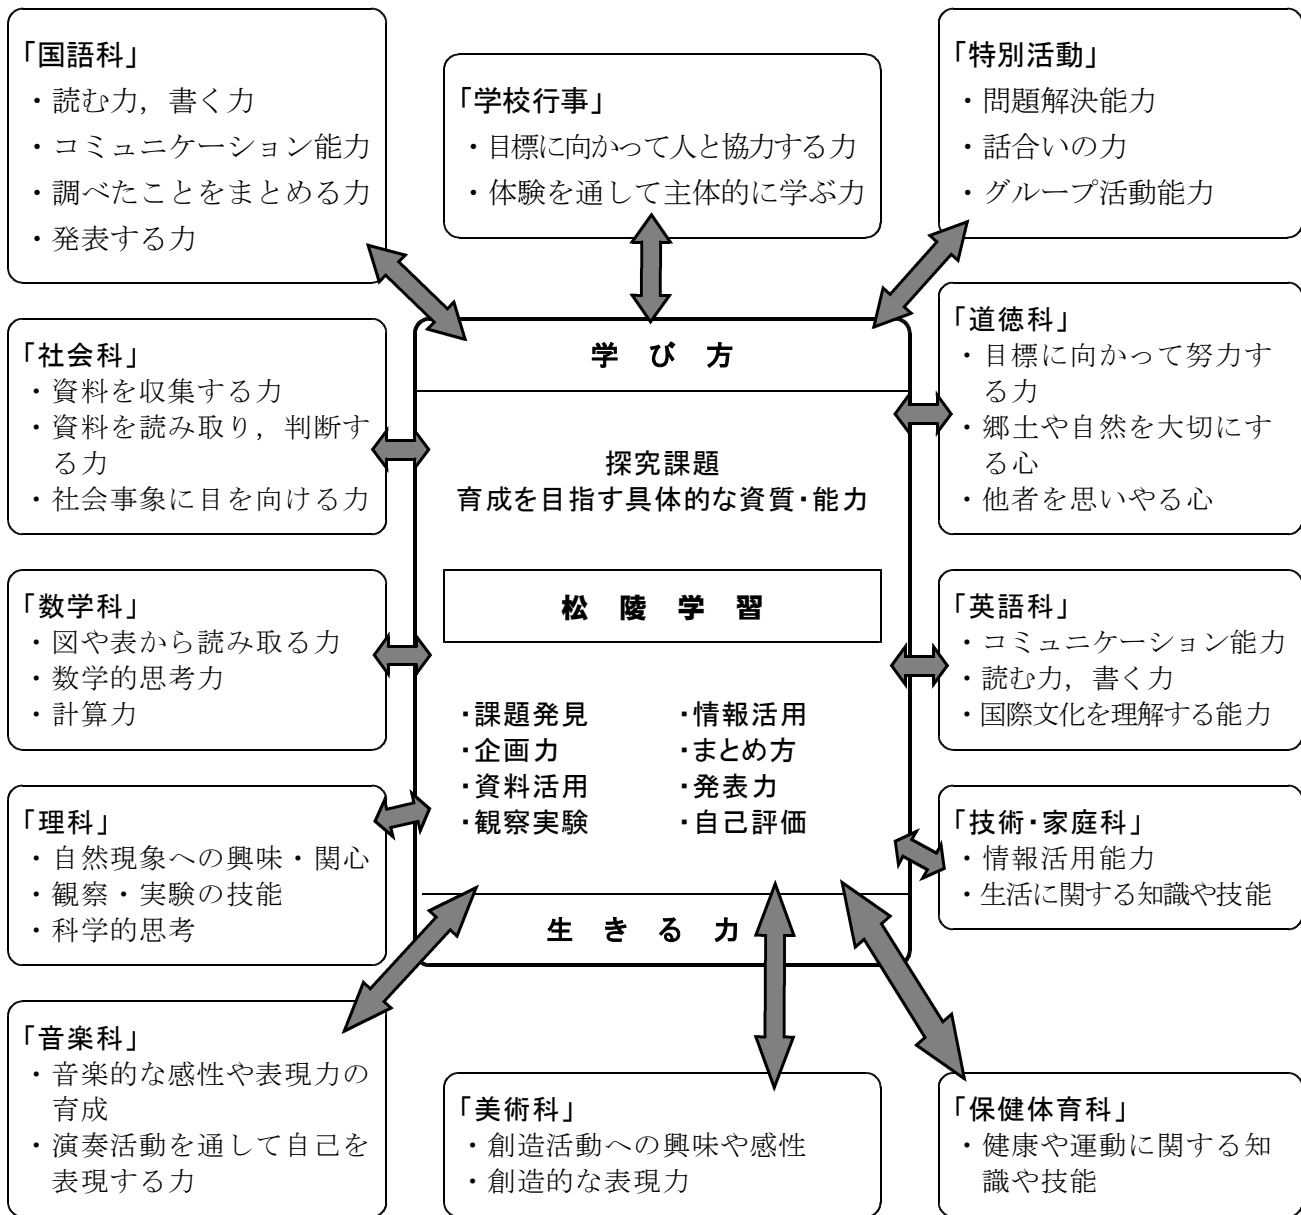 「国語科」
・読む力，書く力
・コミュニケーション能力
・調べたことをまとめる力
・発表する力
「学校行事」
・目標に向かって人と協力する力
・体験を通して主体的に学ぶ力
「特別活動」
・問題解決能力
・話合いの力
・グループ活動能力
「社会科」
・資料を収集する力
・資料を読み取り，判断す
る力
・社会事象に目を向ける力
学び方
探究課題
育成を目指す具体的な資質・能力
松陵学習
・課題発見
・企画力
・資料活用
・観察実験
・情報活用
・まとめ方
・発表力
・自己評価
生きる力
「道徳科」
・目標に向かって努力す
る力
・郷土や自然を大切にす
る心
・他者を思いやる心
「数学科」
・図や表から読み取る力
・数学的思考力
・計算力
「英語科」
・コミュニケーション能力
・読む力，書く力
・国際文化を理解する能力
「理科」
・自然現象への興味・関心
・観察・実験の技能
・科学的思考
「技術・家庭科」
・情報活用能力
・生活に関する知識や技能
「音楽科」
・音楽的な感性や表現力の
育成
・演奏活動を通して自己を
表現する力
「美術科」
・創造活動への興味や感性
・創造的な表現力
「保健体育科」
・健康や運動に関する知
識や技能